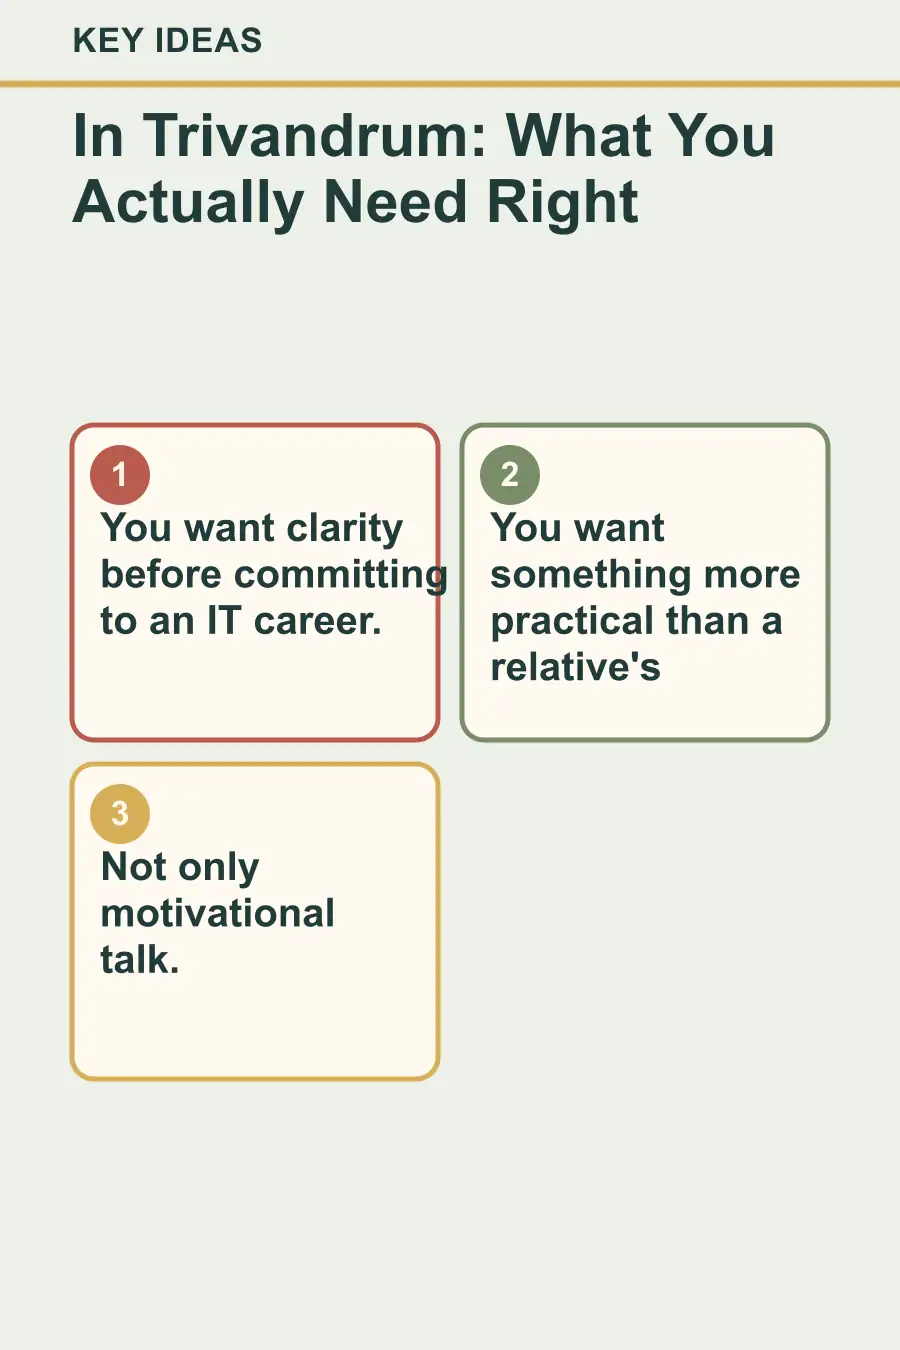 KEY IDEAS
In Trivandrum: What You
Actually Need Right
1
You want clarity
before committing
to an IT career.
2
You want
something more
practical than a
relative's
3
Not only
motivational
talk.